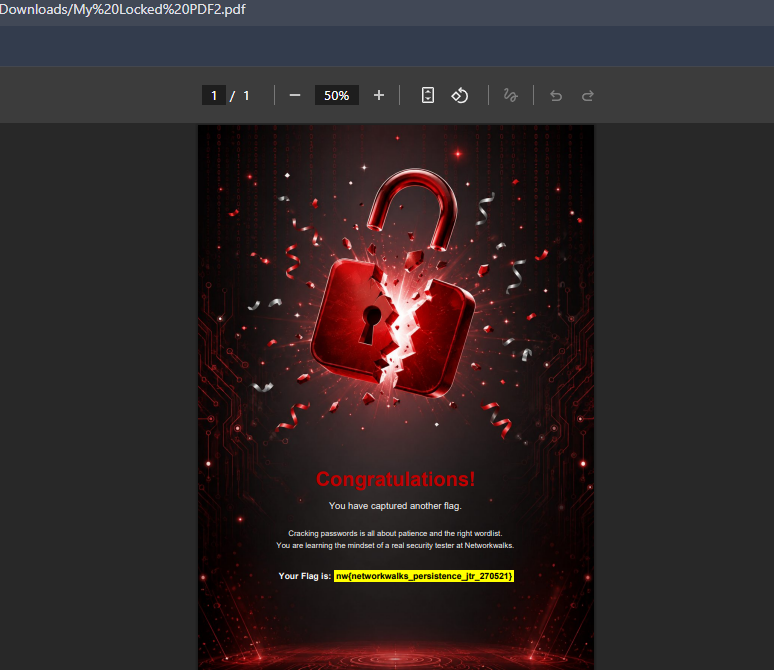 Downloads/My%20Locked%20PDF2.pdf
1 / 1
50%
Congratulations!
You have captured another flag.
Cracking passwords is all about patience and the right wordlist.
You are learning the mindset of a real security tester at Networkwalks.
Your Flag is: nw{networkwalks_persistence_jtr_270521}